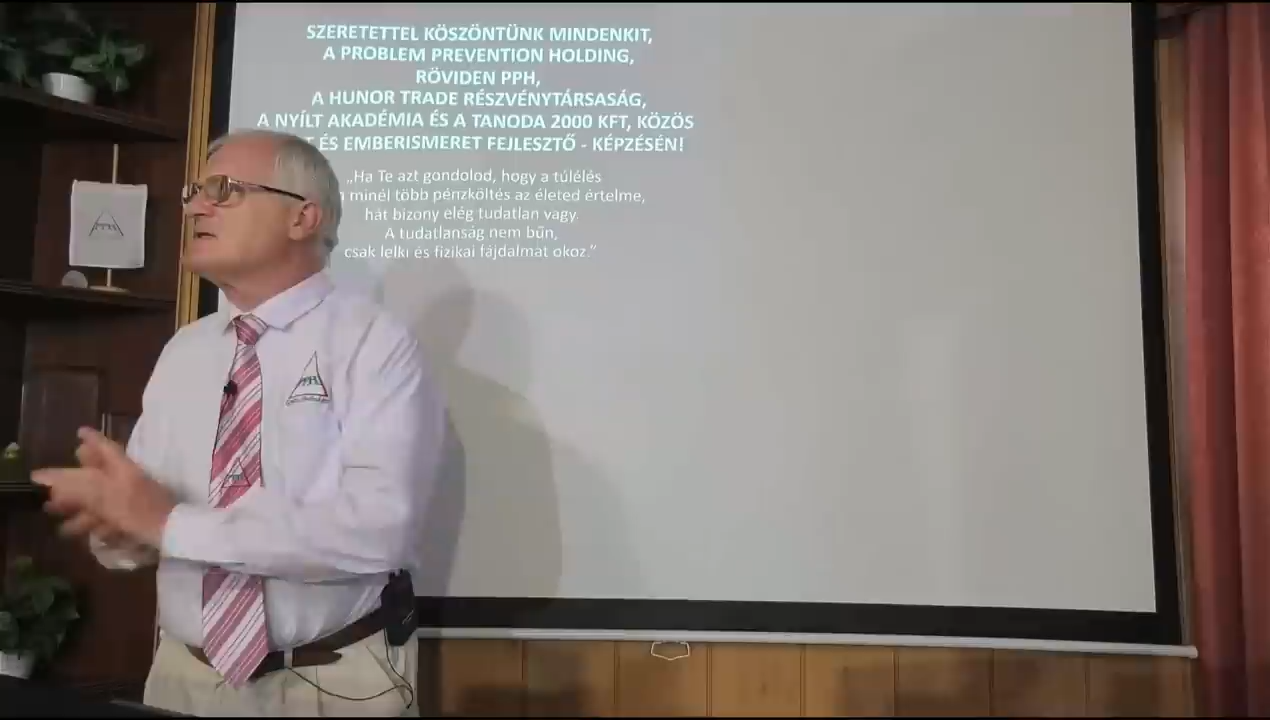 SZERETETTEL KÖSZÖNTÜNK MINDENKIT,
A PROBLEM PREVENTION HOLDING,
RÖVIDEN PPH,
A HUNOR TRADE RÉSZVÉNYTÁRSASÁG,
A NYÍLT AKADÉMIA ÉS A TANODA 2000 KFT, KÖZÖS
ÉS EMBERISMERET FEJLESZTŐ - KÉPZÉSÉN!
„Ha Te azt gondolod, hogy a túlélés
minél több pénzköltés az életed értelme,
hát bizony elég tudatlan vagy.
A tudatlanság nem bűn,
csak lelki és fizikai fájdalmat okoz.”